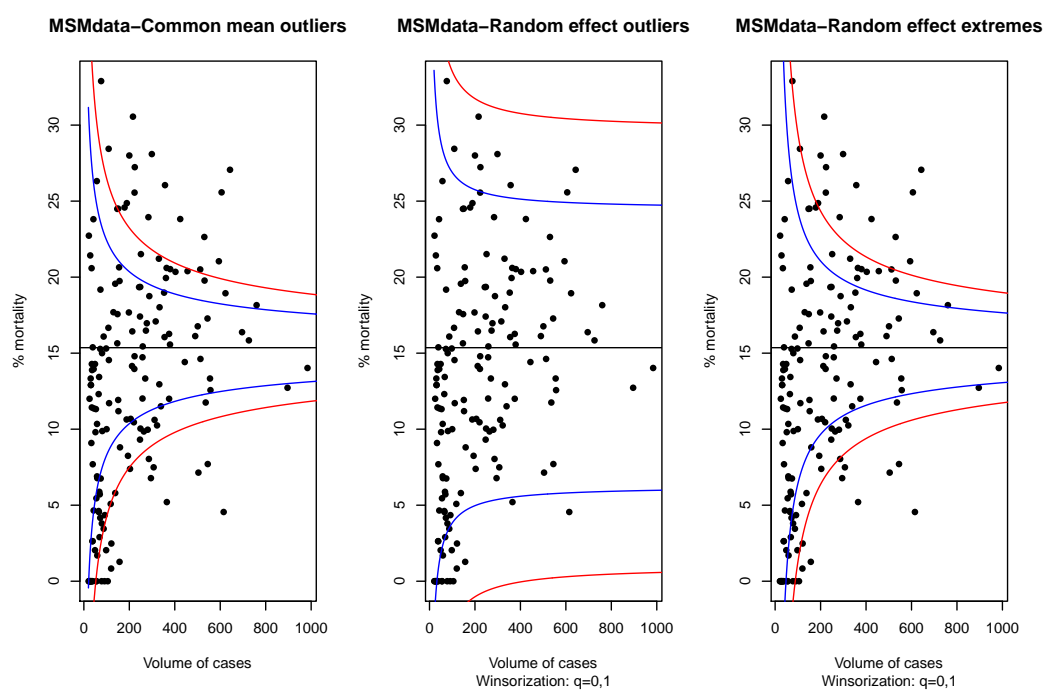 MSMdata−Common mean outliers
30
25
20
15
10
5
0
% mortality
0 200 400 600 800 1000
Volume of cases
MSMdata−Random effect outliers
30
25
20
15
10
5
0
% mortality
0 200 400 600 800 1000
Volume of cases
Winsorization: q=0,1
MSMdata−Random effect extremes
30
25
20
15
10
5
0
% mortality
0 200 400 600 800 1000
Volume of cases
Winsorization: q=0,1